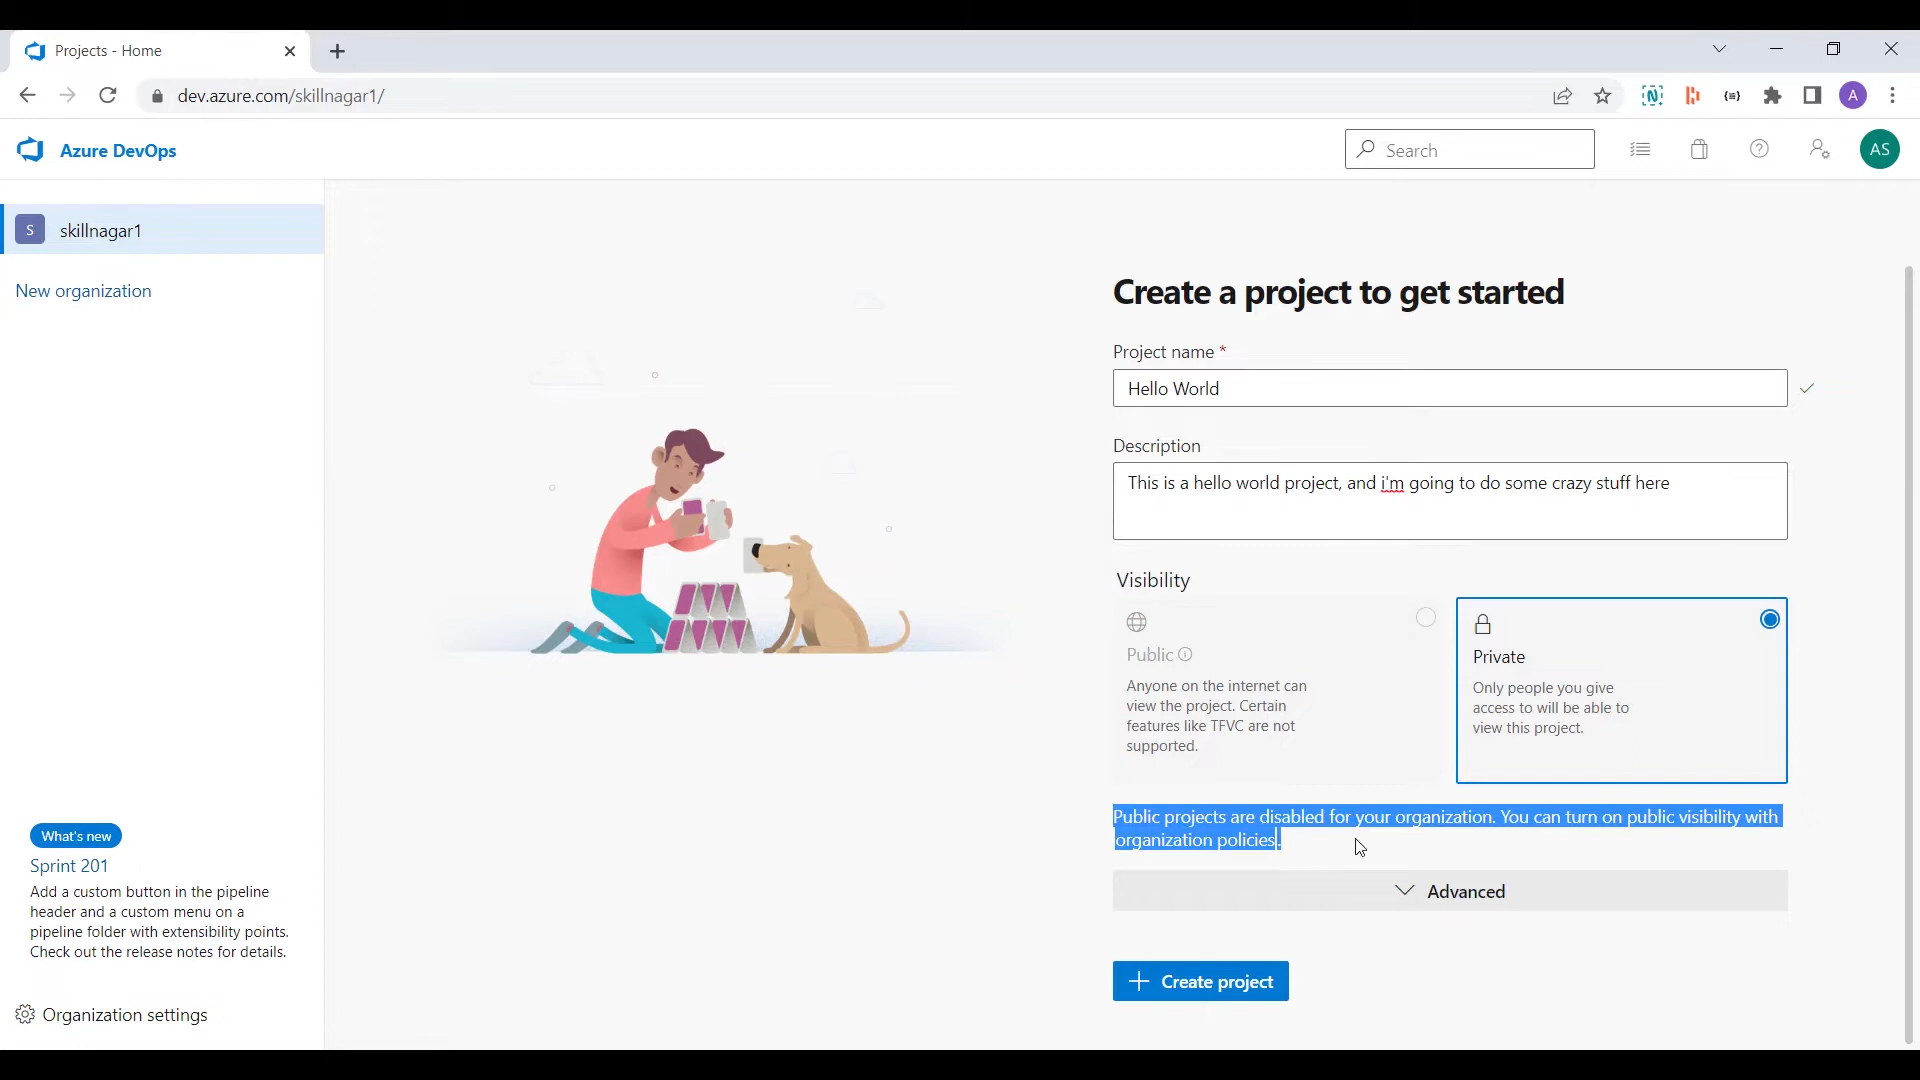 Projects - Home
dev.azure.com/skillnagar1/
A
Azure DevOps
Search
AS
S
skillnagar1
New organization
Create a project to get started
Project name *
Hello World
Description
This is a hello world project, and i'm going to do some crazy stuff here
Visibility
Public
Anyone on the internet can
view the project. Certain
features like TFVC are not
supported.
Private
Only people you give
access to will be able to
view this project.
Public projects are disabled for your organization. You can turn on public visibility with
organization policies.
Advanced
Create project
What's new
Sprint 201
Add a custom button in the pipeline
header and a custom menu on a
pipeline folder with extensibility points.
Check out the release notes for details.
Organization settings